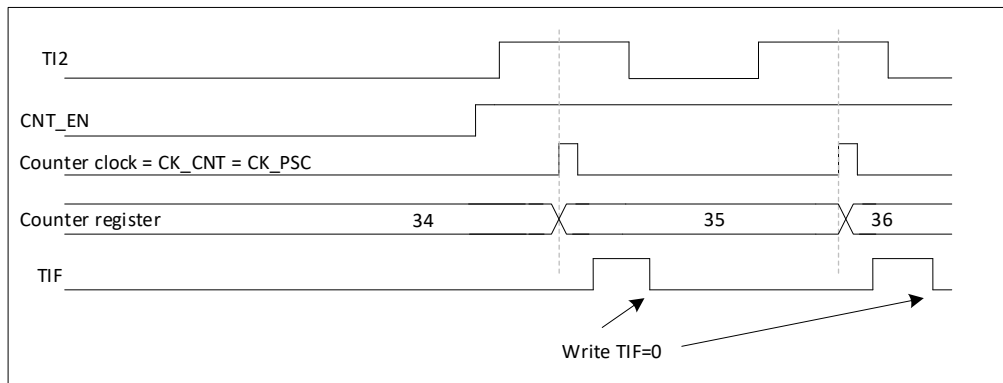 TI2
CNT_EN
Counter clock = CK_CNT = CK_PSC
Counter register
34
35
36
TIF
Write TIF=0